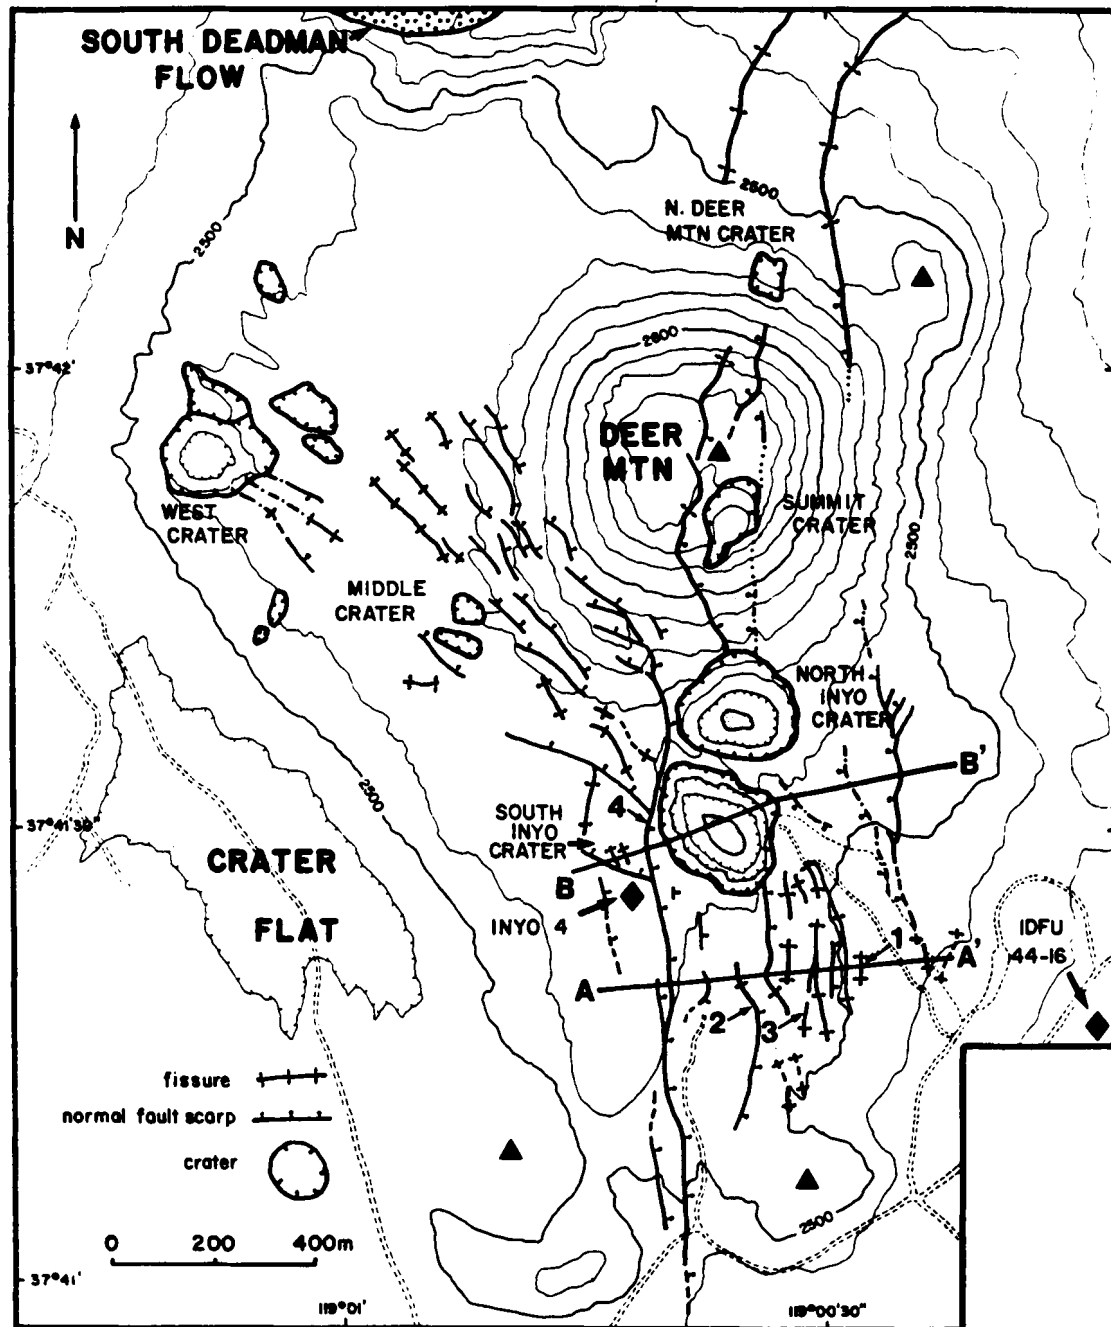 SOUTH DEADMAN
FLOW
N
2500
2600
N. DEER
MTN CRATER
2600
37°42'
DEER
MTN
WEST
CRATER
SUMMIT
CRATER
2500
MIDDLE
CRATER
NORTH
INYO
CRATER
B'
2500
4
SOUTH
INYO
CRATER
37°41'30"
CRATER
FLAT
B
INYO 4
1
IDFU
44-16
A'
A
2
3
fissure
normal fault scarp
crater
2500
0 200 400m
37°41'
119°01'
119°00'30"